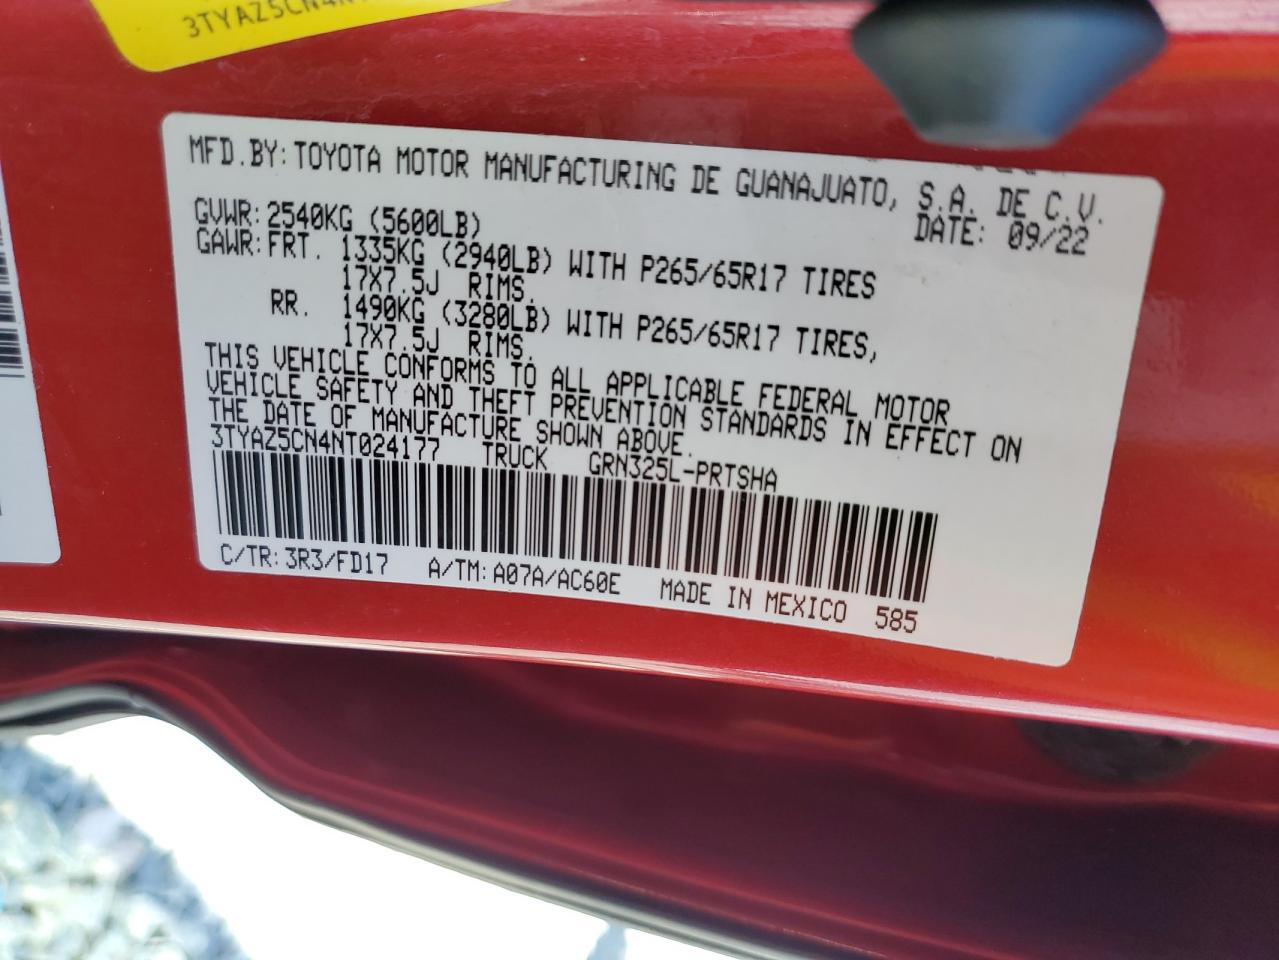 3TYAZ5CN4N
MFD.BY:TOYOTA MOTOR MANUFACTURING DE GUANAJUATO, S.A. DE C.V.
DATE: 09/22
GVWR:2540KG (5600LB)
GAWR:FRT. 1335KG (2940LB) WITH P265/65R17 TIRES
17X7.5J RIMS,
RR. 1490KG (3280LB) WITH P265/65R17 TIRES,
17X7.5J RIMS.
THIS VEHICLE CONFORMS TO ALL APPLICABLE FEDERAL MOTOR
VEHICLE SAFETY AND THEFT PREVENTION STANDARDS IN EFFECT ON
THE DATE OF MANUFACTURE SHOWN ABOVE.
3TYAZ5CN4NT024177 TRUCK GRN325L-PRTSHA
C/TR:3R3/FD17 A/TM:A07A/AC60E MADE IN MEXICO 585